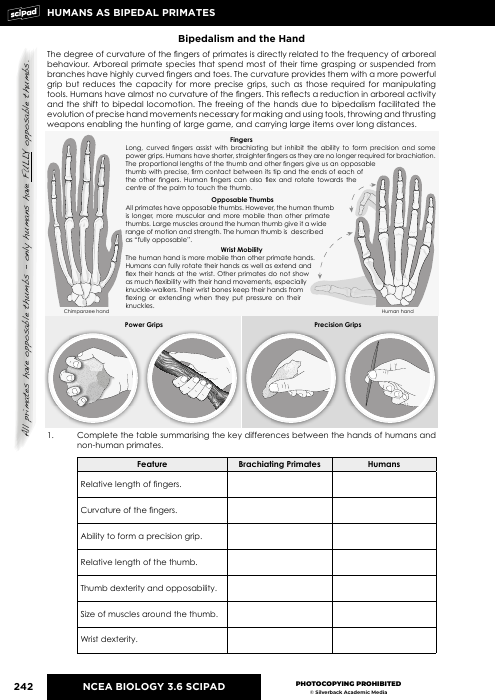 scipad HUMANS AS BIPEDAL PRIMATES
Bipedalism and the Hand
The degree of curvature of the fingers of primates is directly related to the frequency of arboreal
behaviour. Arboreal primate species that spend most of their time grasping or suspended from
branches have highly curved fingers and toes. The curvature provides them with a more powerful
grip but reduces the capacity for more precise grips, such as those required for manipulating
tools. Humans have almost no curvature of the fingers. This reflects a reduction in arboreal activity
and the shift to bipedal locomotion. The freeing of the hands due to bipedalism facilitated the
evolution of precise hand movements necessary for making and using tools, throwing and thrusting
weapons enabling the hunting of large game, and carrying large items over long distances.
All primates have opposable thumbs – only humans have FULLY opposable thumbs.
Fingers
Long, curved fingers assist with brachiating but inhibit the ability to form precision and some
power grips. Humans have shorter, straighter fingers as they are no longer required for brachiation.
The proportional lengths of the thumb and other fingers give us an opposable
thumb with precise, firm contact between its tip and the ends of each of
the other fingers. Human fingers can also flex and rotate towards the
centre of the palm to touch the thumb.
Opposable Thumbs
All primates have opposable thumbs. However, the human thumb
is longer, more muscular and more mobile than other primate
thumbs. Large muscles around the thumb give it a wide
range of motion and strength. The human thumb is described
as "fully opposable".
Wrist Mobility
The human hand is more mobile than other primate hands.
Humans can fully rotate their hands as well as extend and
flex their hands at the wrist. Other primates do not show
as much flexibility with their hand movements, especially
knuckle-walkers. Their wrist bones keep their hands from
flexing or extending when they put pressure on their
knuckles.
Chimpanzee hand
Human hand
Power Grips
Precision Grips
1. Complete the table summarising the key differences between the hands of humans and
non-human primates.
Feature Brachiating Primates Humans
Relative length of fingers.
Curvature of the fingers.
Ability to form a precision grip.
Relative length of the thumb.
Thumb dexterity and opposability.
Size of muscles around the thumb.
Wrist dexterity.
242 NCEA BIOLOGY 3.6 SCIPAD PHOTOCOPYING PROHIBITED
© Silverback Academic Media